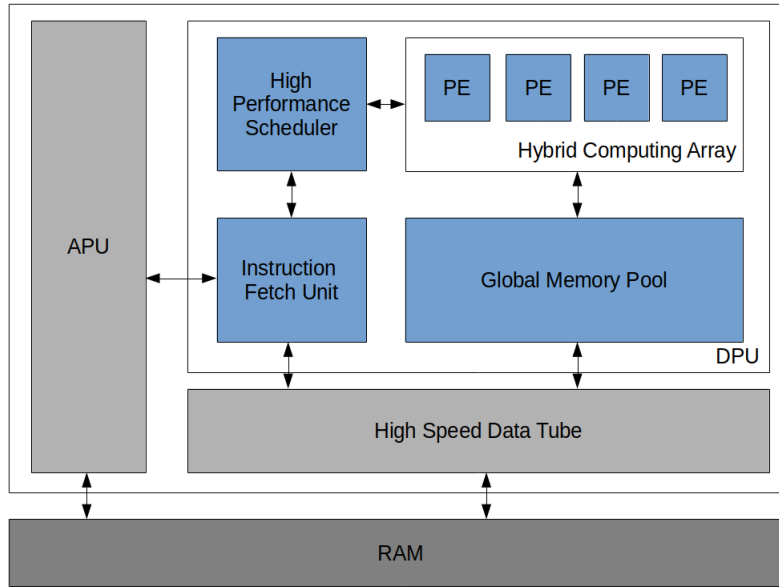 High
Performance
Scheduler
PE
PE
PE
PE
Hybrid Computing Array
APU
Instruction
Fetch Unit
Global Memory Pool
DPU
High Speed Data Tube
RAM